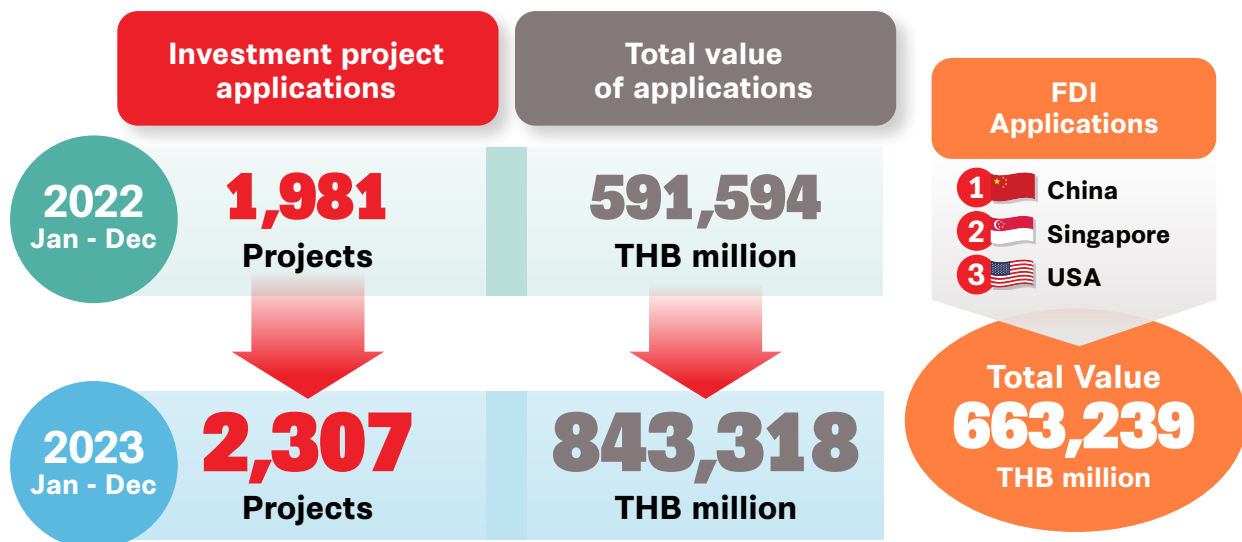 Investment project
applications
Total value
of applications
FDI
Applications
2022
Jan - Dec
1,981
Projects
591,594
THB million
1 China
2 Singapore
3 USA
2023
Jan - Dec
2,307
Projects
843,318
THB million
Total Value
663,239
THB million